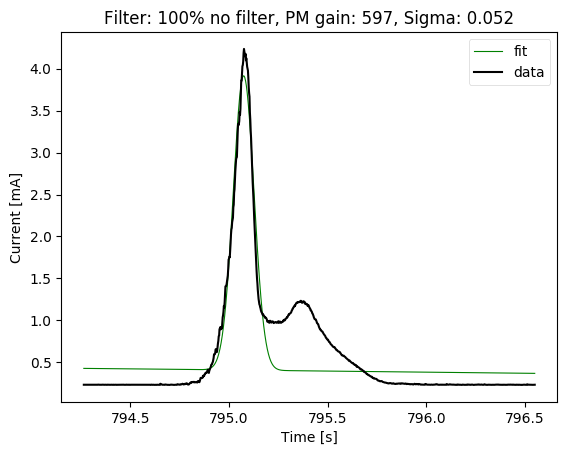 Filter: 100% no filter, PM gain: 597, Sigma: 0.052
fit
data
Current [mA]
4.0
3.5
3.0
2.5
2.0
1.5
1.0
0.5
794.5 795.0 795.5 796.0 796.5
Time [s]